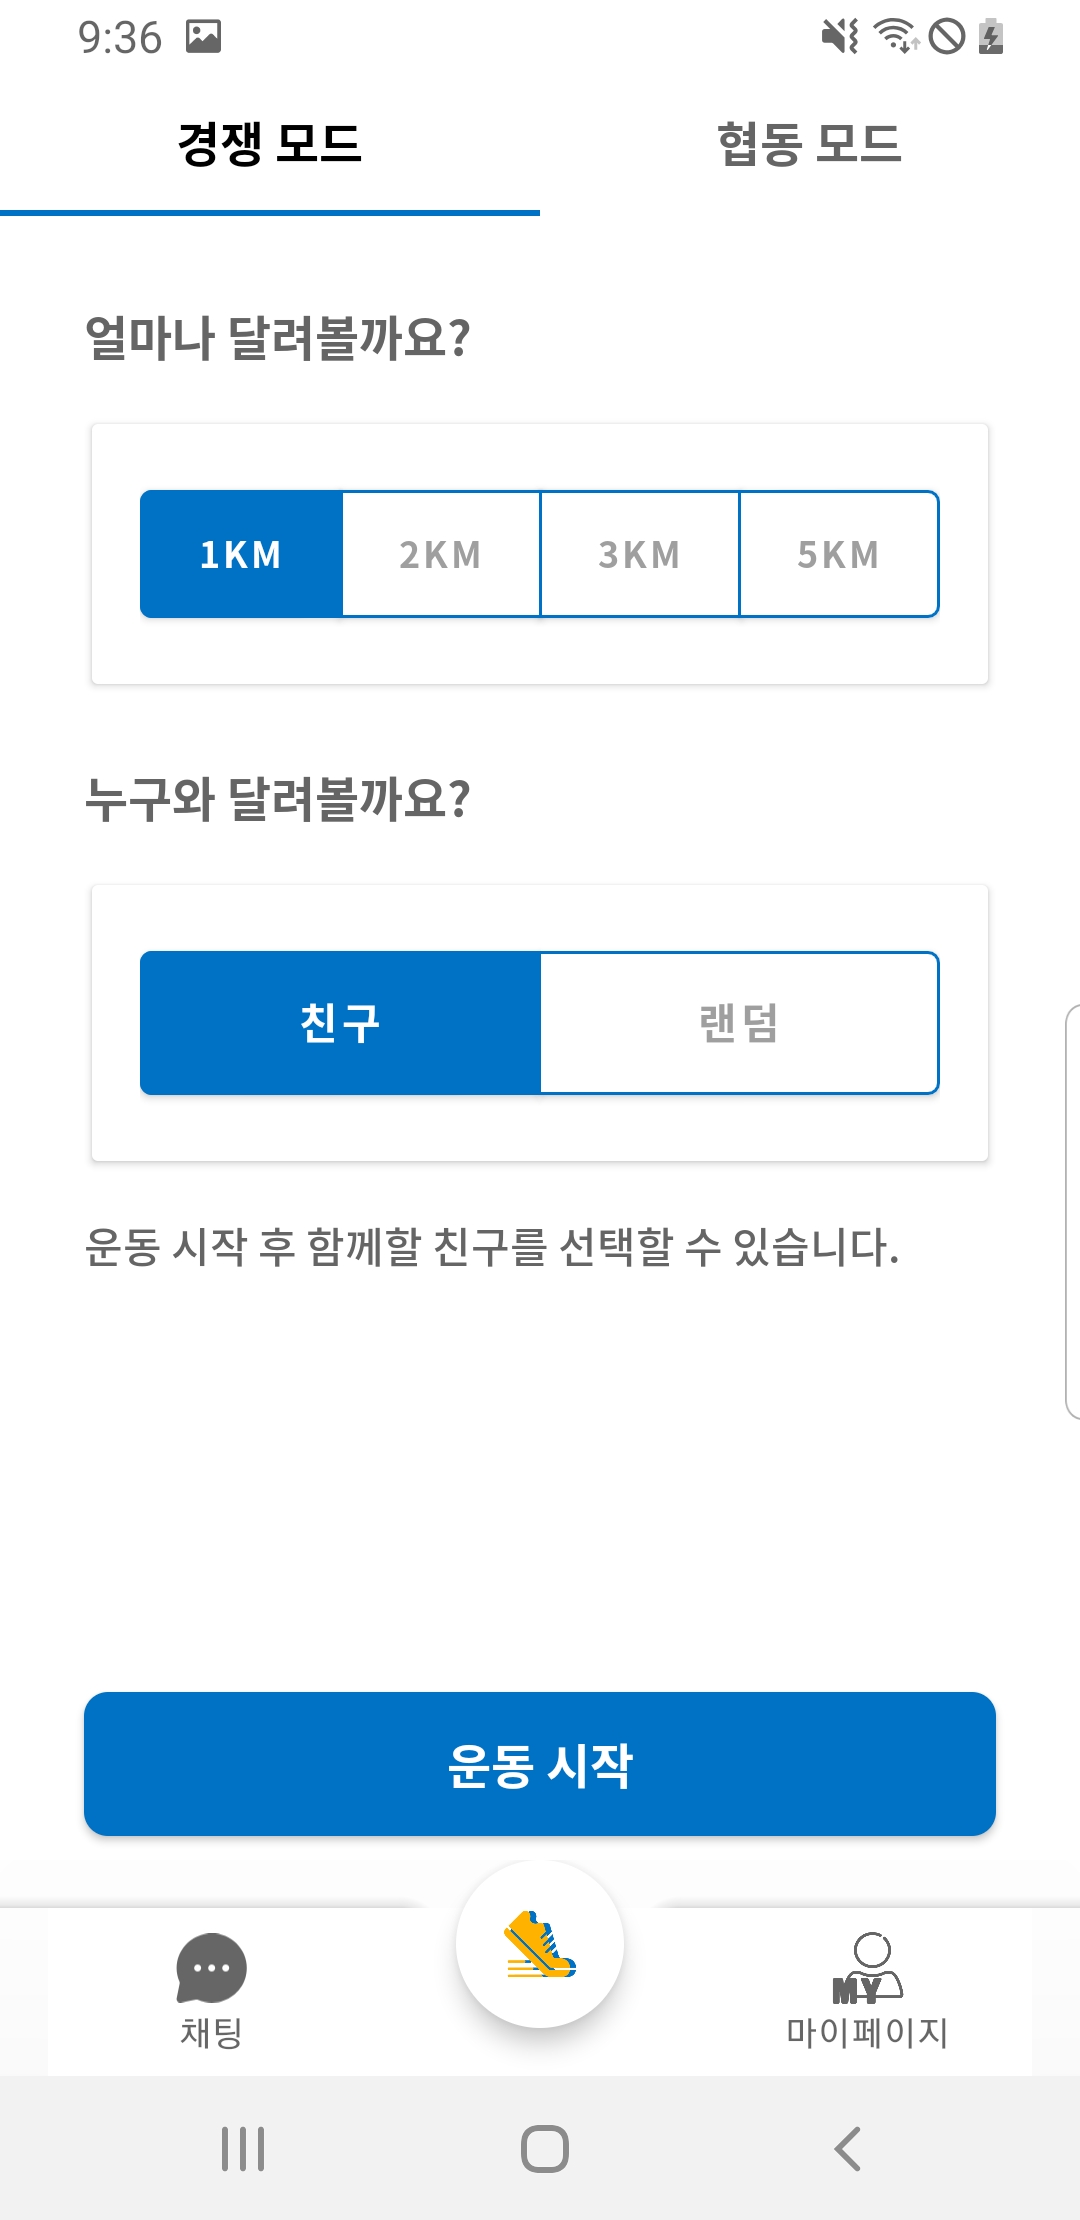 9:36
경쟁 모드 협동 모드
얼마나 달려볼까요?
1KM 2KM 3KM 5KM
누구와 달려볼까요?
친구 랜덤
운동 시작 후 함께할 친구를 선택할 수 있습니다.
운동 시작
MY
채팅 마이페이지